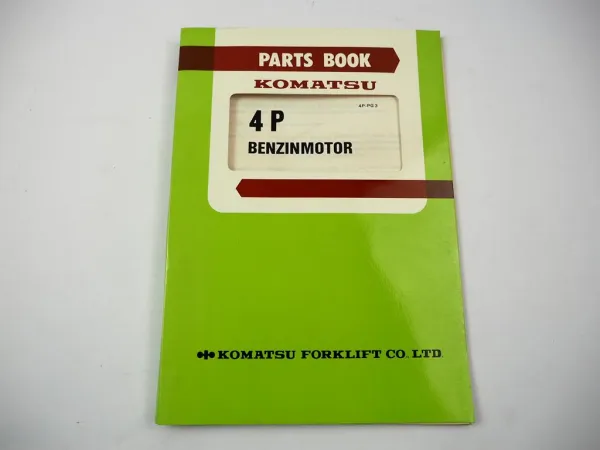 PARTS BOOK
KOMATSU
4P-PG3
4 P
BENZINMOTOR
KOMATSU FORKLIFT CO. LTD.